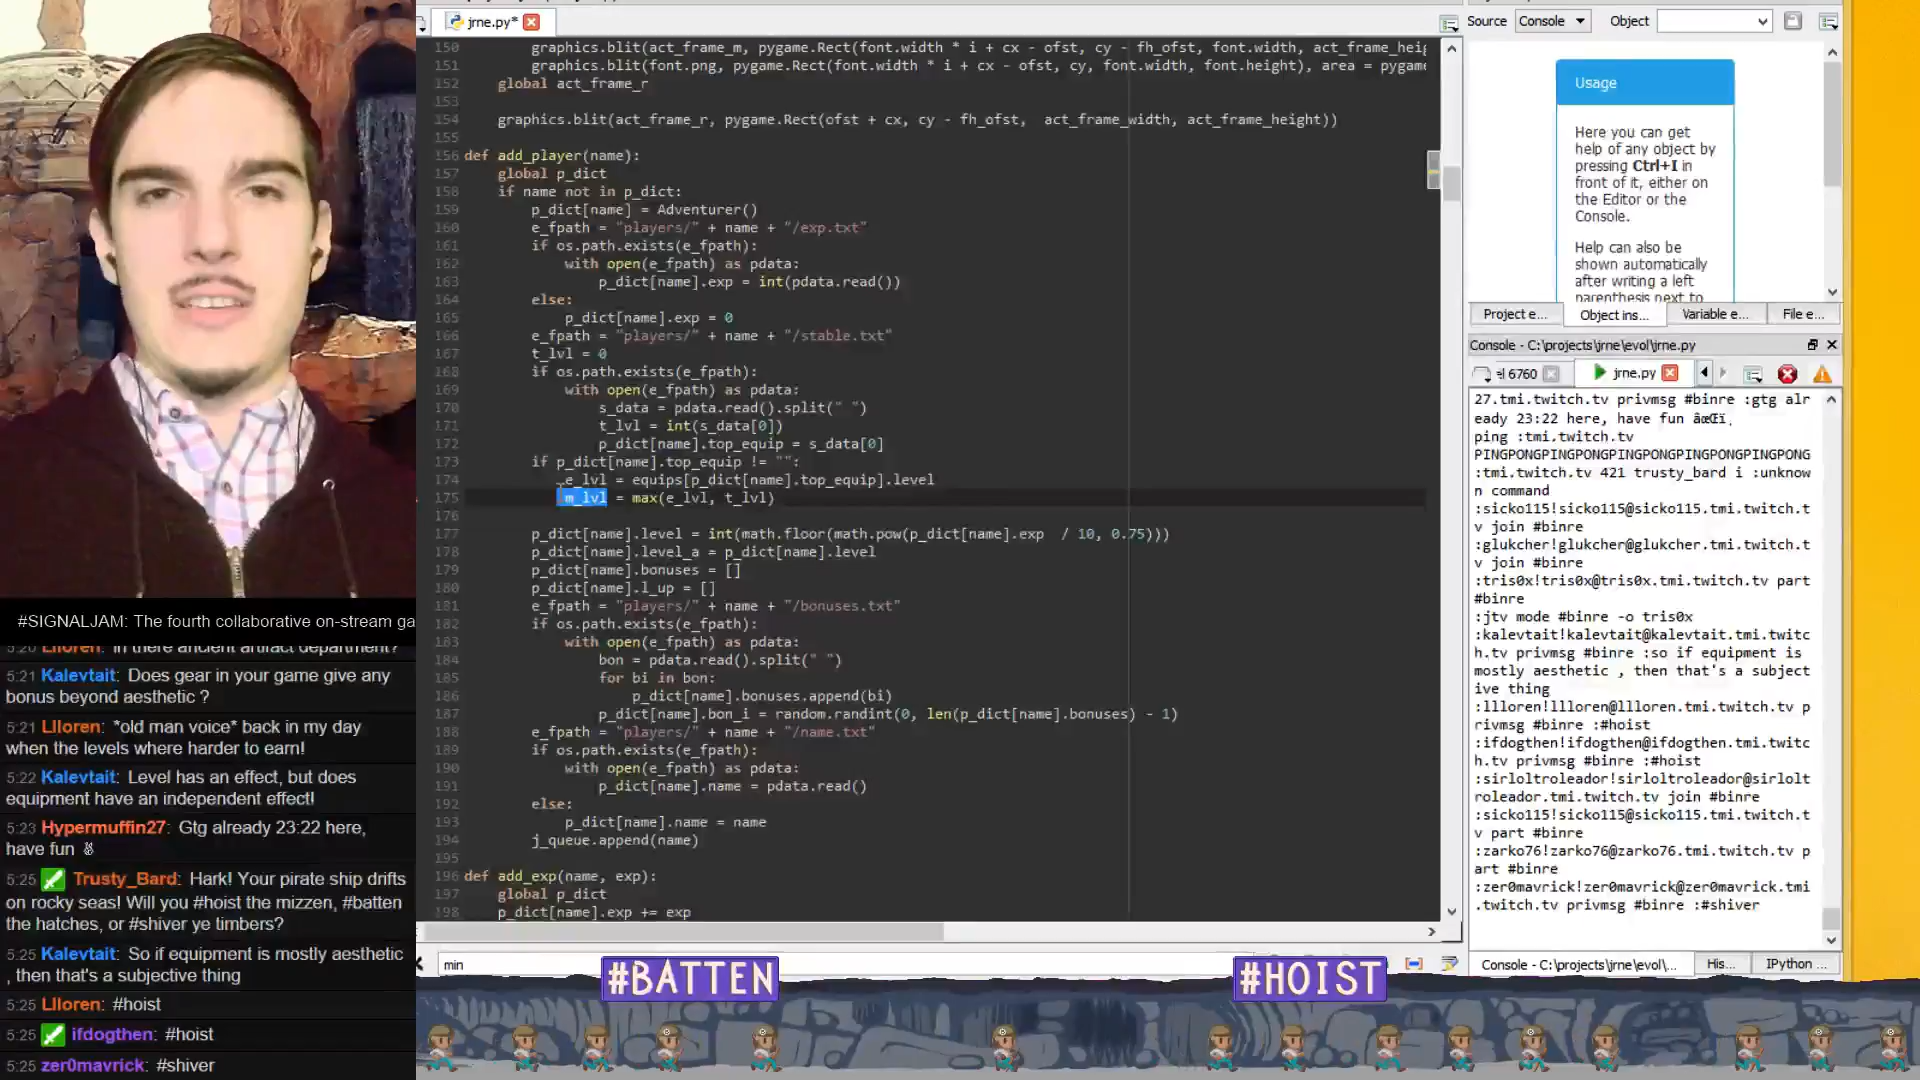 #SIGNALJAM: The fourth collaborative on-stream ga
5:20 Llloren: In there ancient artifact department?
5:21 Kalevtait: Does gear in your game give any
bonus beyond aesthetic ?
5:21 Llloren: *old man voice* back in my day
when the levels where harder to earn!
5:22 Kalevtait: Level has an effect, but does
equipment have an independent effect!
5:23 Hypermuffin27: Gtg already 23:22 here,
have fun ✌
5:25 Trusty_Bard: Hark! Your pirate ship drifts
on rocky seas! Will you #hoist the mizzen, #batten
the hatches, or #shiver ye timbers?
5:25 Kalevtait: So if equipment is mostly aesthetic
, then that's a subjective thing
5:25 Llloren: #hoist
5:25 ifdogthen: #hoist
5:25 zer0mavrick: #shiver
jrne.py*
150 graphics.blit(act_frame_m, pygame.Rect(font.width * i + cx - ofst, cy - fh_ofst, font.width, act_frame_hei
151 graphics.blit(font.png, pygame.Rect(font.width * i + cx - ofst, cy, font.width, font.height), area = pygame
152 global act_frame_r
153
154 graphics.blit(act_frame_r, pygame.Rect(ofst + cx, cy - fh_ofst, act_frame_width, act_frame_height))
155
156 def add_player(name):
157 global p_dict
158 if name not in p_dict:
159 p_dict[name] = Adventurer()
160 e_fpath = "players/" + name + "/exp.txt"
161 if os.path.exists(e_fpath):
162 with open(e_fpath) as pdata:
163 p_dict[name].exp = int(pdata.read())
164 else:
165 p_dict[name].exp = 0
166 e_fpath = "players/" + name + "/stable.txt"
167 t_lvl = 0
168 if os.path.exists(e_fpath):
169 with open(e_fpath) as pdata:
170 s_data = pdata.read().split(" ")
171 t_lvl = int(s_data[0])
172 p_dict[name].top_equip = s_data[0]
173 if p_dict[name].top_equip != "":
174 e_lvl = equips[p_dict[name].top_equip].level
175 m_lvl = max(e_lvl, t_lvl)
176
177 p_dict[name].level = int(math.floor(math.pow(p_dict[name].exp / 10, 0.75)))
178 p_dict[name].level_a = p_dict[name].level
179 p_dict[name].bonuses = []
180 p_dict[name].l_up = []
181 e_fpath = "players/" + name + "/bonuses.txt"
182 if os.path.exists(e_fpath):
183 with open(e_fpath) as pdata:
184 bon = pdata.read().split(" ")
185 for bi in bon:
186 p_dict[name].bonuses.append(bi)
187 p_dict[name].bon_i = random.randint(0, len(p_dict[name].bonuses) - 1)
188 e_fpath = "players/" + name + "/name.txt"
189 if os.path.exists(e_fpath):
190 with open(e_fpath) as pdata:
191 p_dict[name].name = pdata.read()
192 else:
193 p_dict[name].name = name
194 j_queue.append(name)
195
196 def add_exp(name, exp):
197 global p_dict
198 p_dict[name].exp += exp
min
#BATTEN
#HOIST
Source Console Object
Usage
Here you can get
help of any object by
pressing Ctrl+I in
front of it, either on
the Editor or the
Console.
Help can also be
shown automatically
after writing a left
parenthesis next to
Project e... Object ins... Variable e... File e...
Console - C:\projects\jrne\evol\jrne.py
el 6760 jrne.py
27.tmi.twitch.tv privmsg #binre :gtg alr
eady 23:22 here, have fun âœŒï¸
ping :tmi.twitch.tv
PINGPONGPINGPONGPINGPONGPINGPONGPINGPONG
:tmi.twitch.tv 421 trusty_bard i :unknow
n command
:sicko115!sicko115@sicko115.tmi.twitch.t
v join #binre
:glukcher!glukcher@glukcher.tmi.twitch.t
v join #binre
:tris0x!tris0x@tris0x.tmi.twitch.tv part
#binre
:jtv mode #binre -o tris0x
:kalevtait!kalevtait@kalevtait.tmi.twitc
h.tv privmsg #binre :so if equipment is
mostly aesthetic , then that's a subject
ive thing
:llloren!llloren@llloren.tmi.twitch.tv p
rivmsg #binre :#hoist
:ifdogthen!ifdogthen@ifdogthen.tmi.twitc
h.tv privmsg #binre :#hoist
:sirloltroleador!sirloltroleador@sirlolt
roleador.tmi.twitch.tv join #binre
:sicko115!sicko115@sicko115.tmi.twitch.t
v part #binre
:zarko76!zarko76@zarko76.tmi.twitch.tv p
art #binre
:zer0mavrick!zer0mavrick@zer0mavrick.tmi
.twitch.tv privmsg #binre :#shiver
Console - C:\projects\jrne\evol\... His... IPython ...